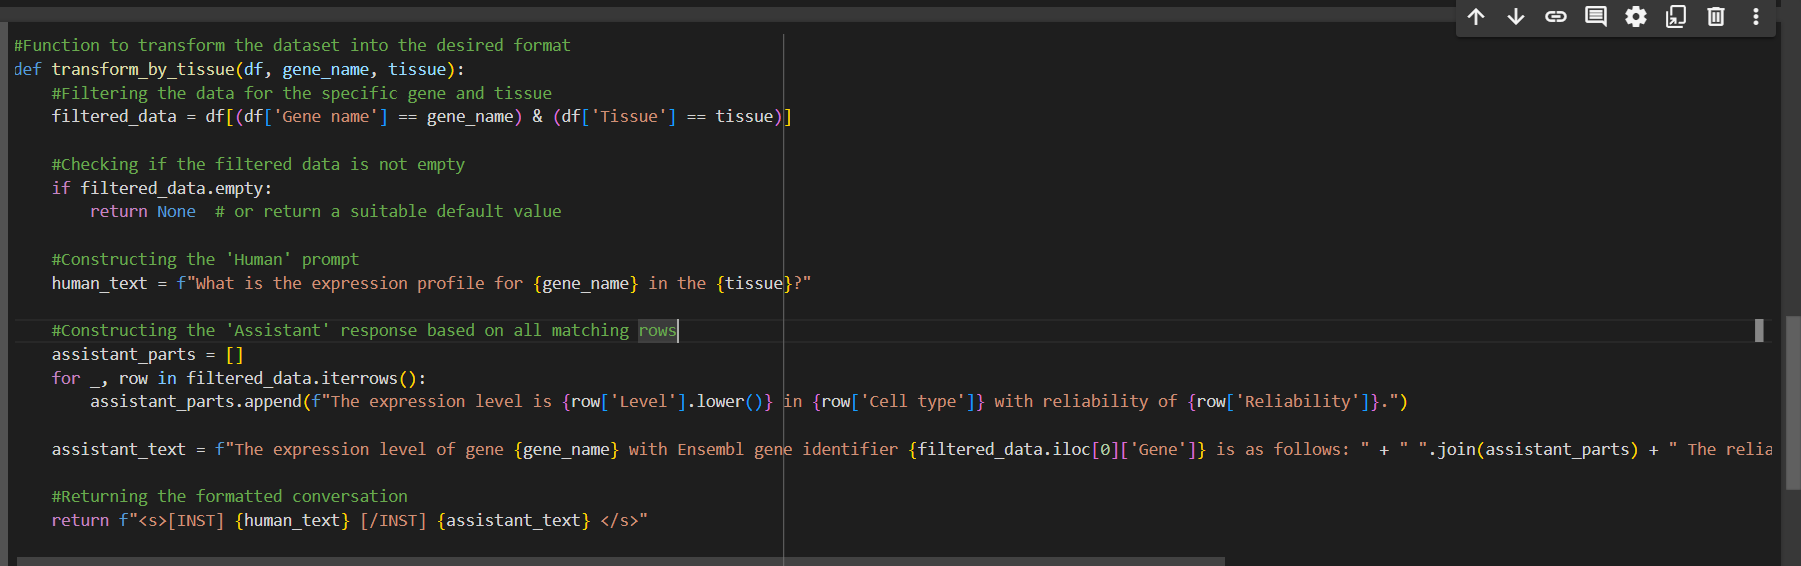 #Function to transform the dataset into the desired format
def transform_by_tissue(df, gene_name, tissue):
    #Filtering the data for the specific gene and tissue
    filtered_data = df[(df['Gene name'] == gene_name) & (df['Tissue'] == tissue)]
    #Checking if the filtered data is not empty
    if filtered_data.empty:
        return None  # or return a suitable default value
    #Constructing the 'Human' prompt
    human_text = f"What is the expression profile for {gene_name} in the {tissue}?"
    #Constructing the 'Assistant' response based on all matching rows
    assistant_parts = []
    for _, row in filtered_data.iterrows():
        assistant_parts.append(f"The expression level is {row['Level'].lower()} in {row['Cell type']} with reliability of {row['Reliability']}.")
    assistant_text = f"The expression level of gene {gene_name} with Ensembl gene identifier {filtered_data.iloc[0]['Gene']} is as follows: " + " ".join(assistant_parts) + " The relia
    #Returning the formatted conversation
    return f"<s>[INST] {human_text} [/INST] {assistant_text} </s>"